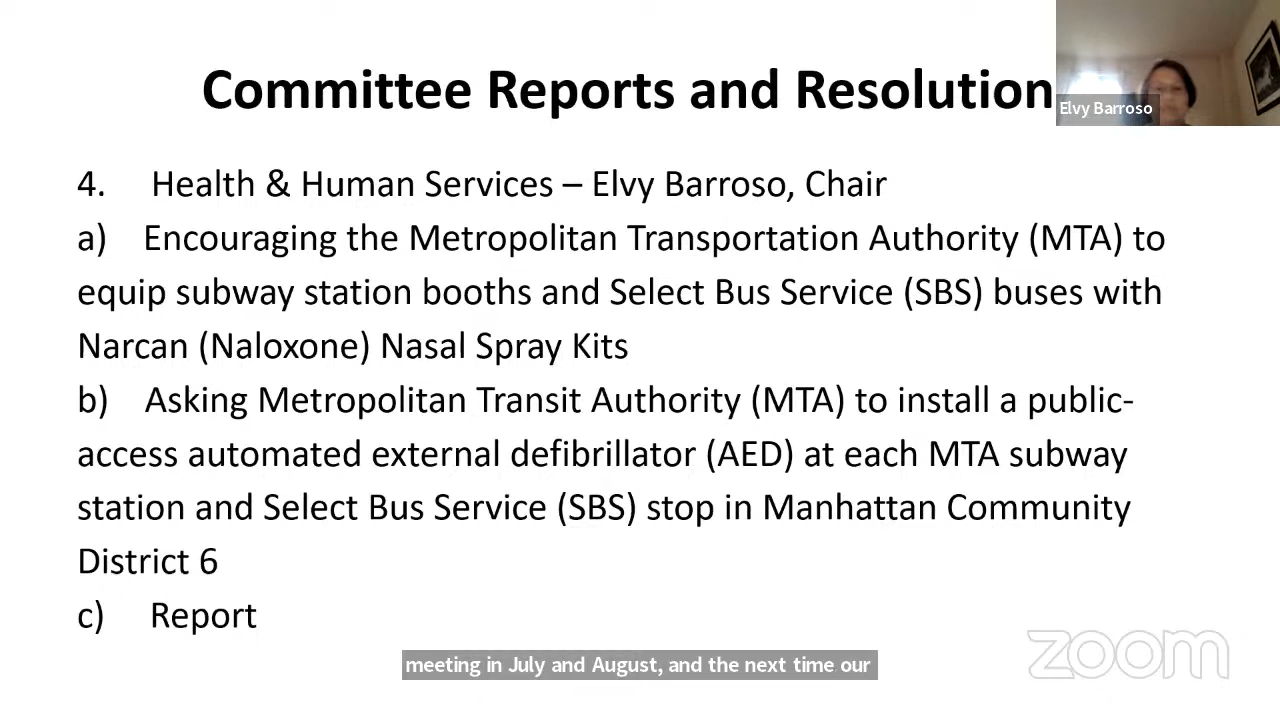 Committee Reports and Resolution
Elvy Barroso
4. Health & Human Services – Elvy Barroso, Chair
a) Encouraging the Metropolitan Transportation Authority (MTA) to
equip subway station booths and Select Bus Service (SBS) buses with
Narcan (Naloxone) Nasal Spray Kits
b) Asking Metropolitan Transit Authority (MTA) to install a public-
access automated external defibrillator (AED) at each MTA subway
station and Select Bus Service (SBS) stop in Manhattan Community
District 6
c) Report
meeting in July and August, and the next time our
zoom